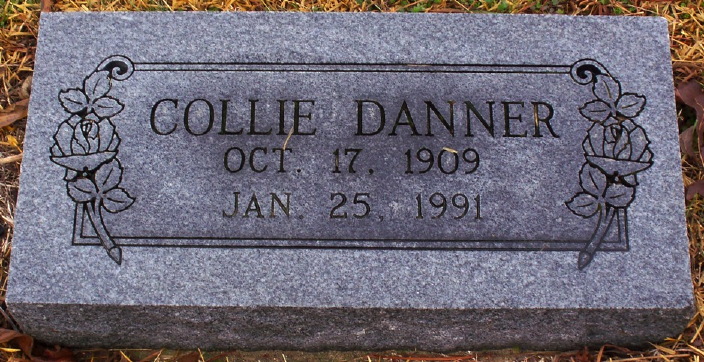 COLLIE DANNER
OCT. 17, 1909
JAN. 25, 1991